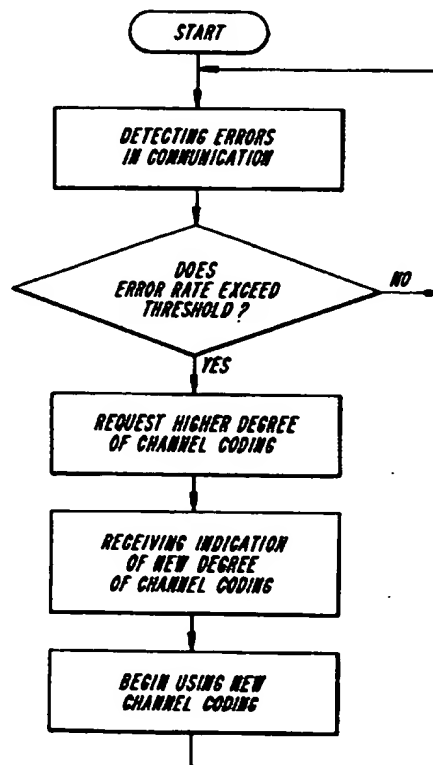 START
DETECTING ERRORS
IN COMMUNICATION
DOES
ERROR RATE EXCEED
THRESHOLD?
NO
YES
REQUEST HIGHER DEGREE
OF CHANNEL CODING
RECEIVING INDICATION
OF NEW DEGREE
OF CHANNEL CODING
BEGIN USING NEW
CHANNEL CODING